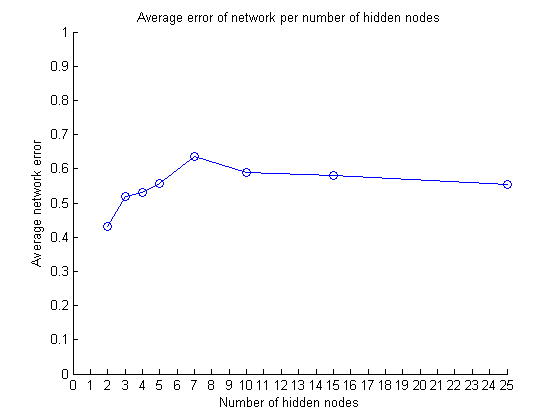 Average error of network per number of hidden nodes
1
0.9
0.8
0.7
0.6
0.5
0.4
0.3
0.2
0.1
0
Average network error
0 1 2 3 4 5 6 7 8 9 10 11 12 13 14 15 16 17 18 19 20 21 22 23 24 25
Number of hidden nodes